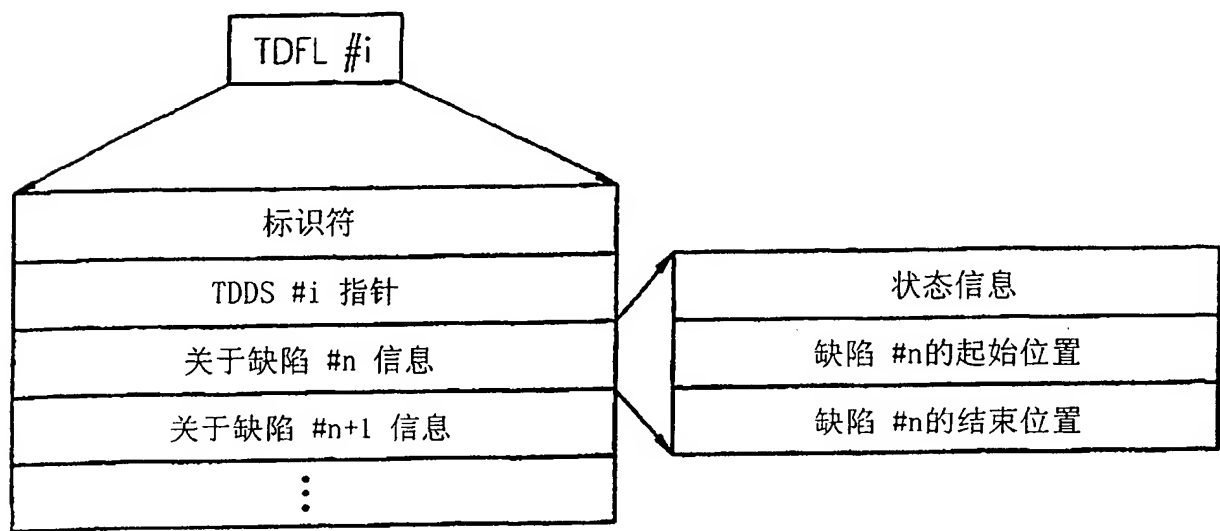 TDFL #i
标识符
TDDS #i 指针
关于缺陷 #n 信息
关于缺陷 #n+1 信息
⋮
状态信息
缺陷 #n的起始位置
缺陷 #n的结束位置